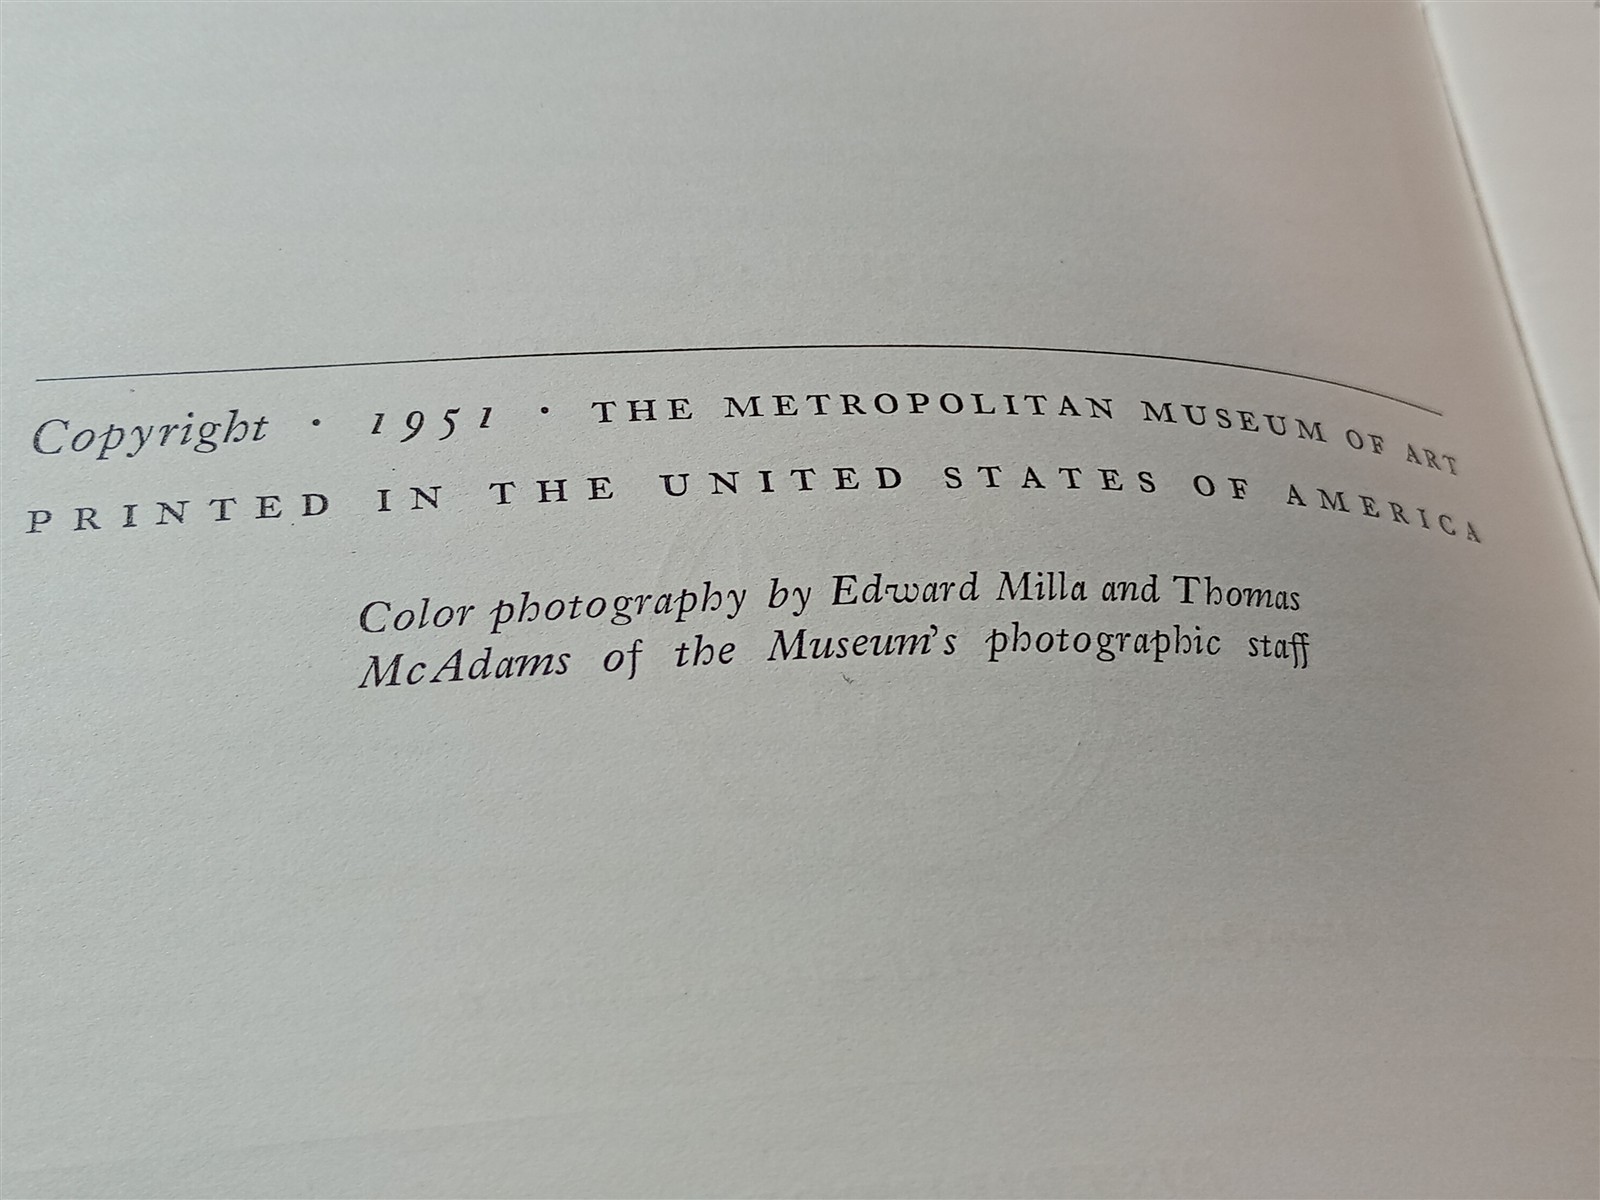 Copyright · 1951 · THE METROPOLITAN MUSEUM OF ART
PRINTED IN THE UNITED STATES OF AMERICA
Color photography by Edward Milla and Thomas
McAdams of the Museum's photographic staff